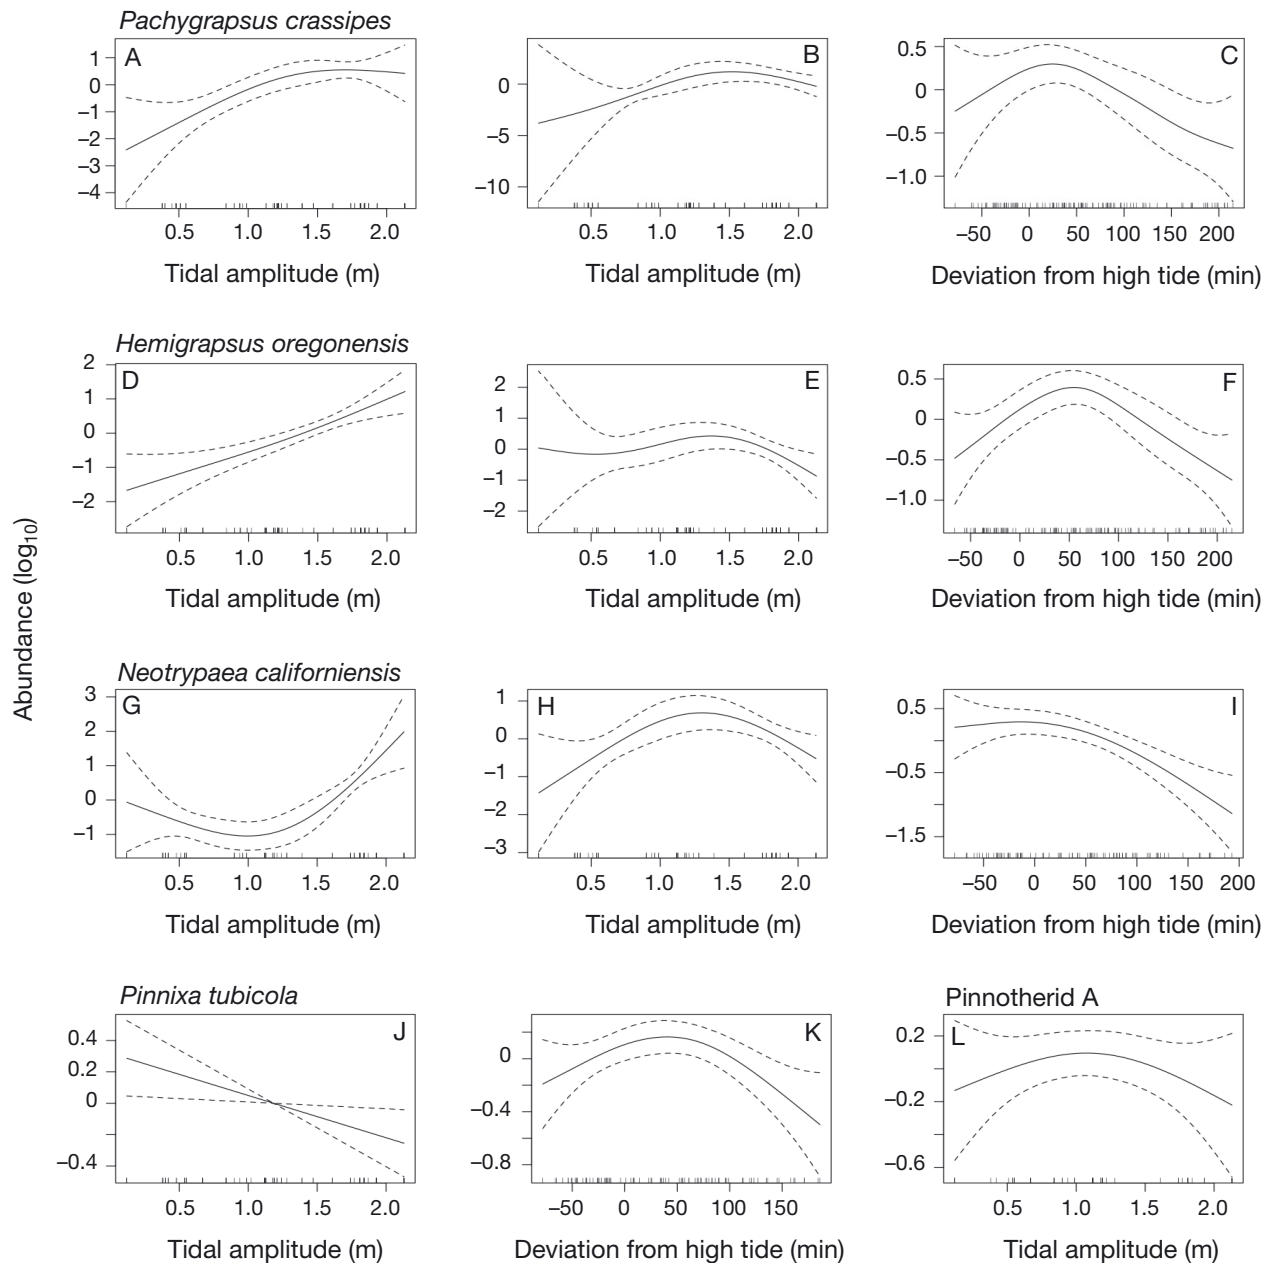 Pachygrapsus crassipes
A
1
0
−1
−2
−3
−4
0.5 1.0 1.5 2.0
Tidal amplitude (m)
B
0
−5
−10
0.5 1.0 1.5 2.0
Tidal amplitude (m)
C
0.5
0
−0.5
−1.0
−50 0 50 100 150 200
Deviation from high tide (min)
Hemigrapsus oregonensis
D
2
1
0
−1
−2
0.5 1.0 1.5 2.0
Tidal amplitude (m)
E
2
1
0
−1
−2
0.5 1.0 1.5 2.0
Tidal amplitude (m)
F
0.5
0
−0.5
−1.0
−50 0 50 100 150 200
Deviation from high tide (min)
Abundance (log10)
Neotrypaea californiensis
G
3
2
1
0
−1
0.5 1.0 1.5 2.0
Tidal amplitude (m)
H
1
0
−1
−2
−3
0.5 1.0 1.5 2.0
Tidal amplitude (m)
I
0.5
−0.5
−1.5
−50 0 50 100 150 200
Deviation from high tide (min)
Pinnixa tubicola
J
0.4
0.2
0
−0.4
0.5 1.0 1.5 2.0
Tidal amplitude (m)
K
0
−0.4
−0.8
−50 0 50 100 150
Deviation from high tide (min)
Pinnotherid A
L
0.2
−0.2
−0.6
0.5 1.0 1.5 2.0
Tidal amplitude (m)